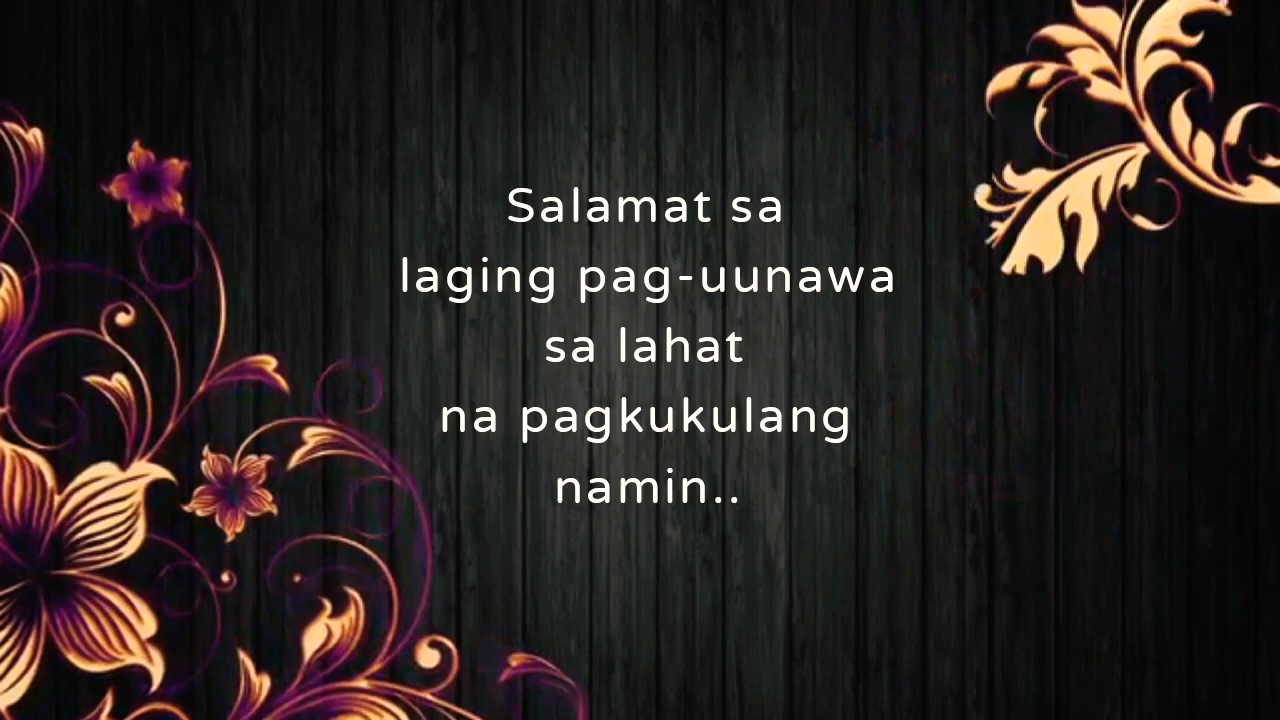 Salamat sa
laging pag-uunawa
sa lahat
na pagkukulang
namin..